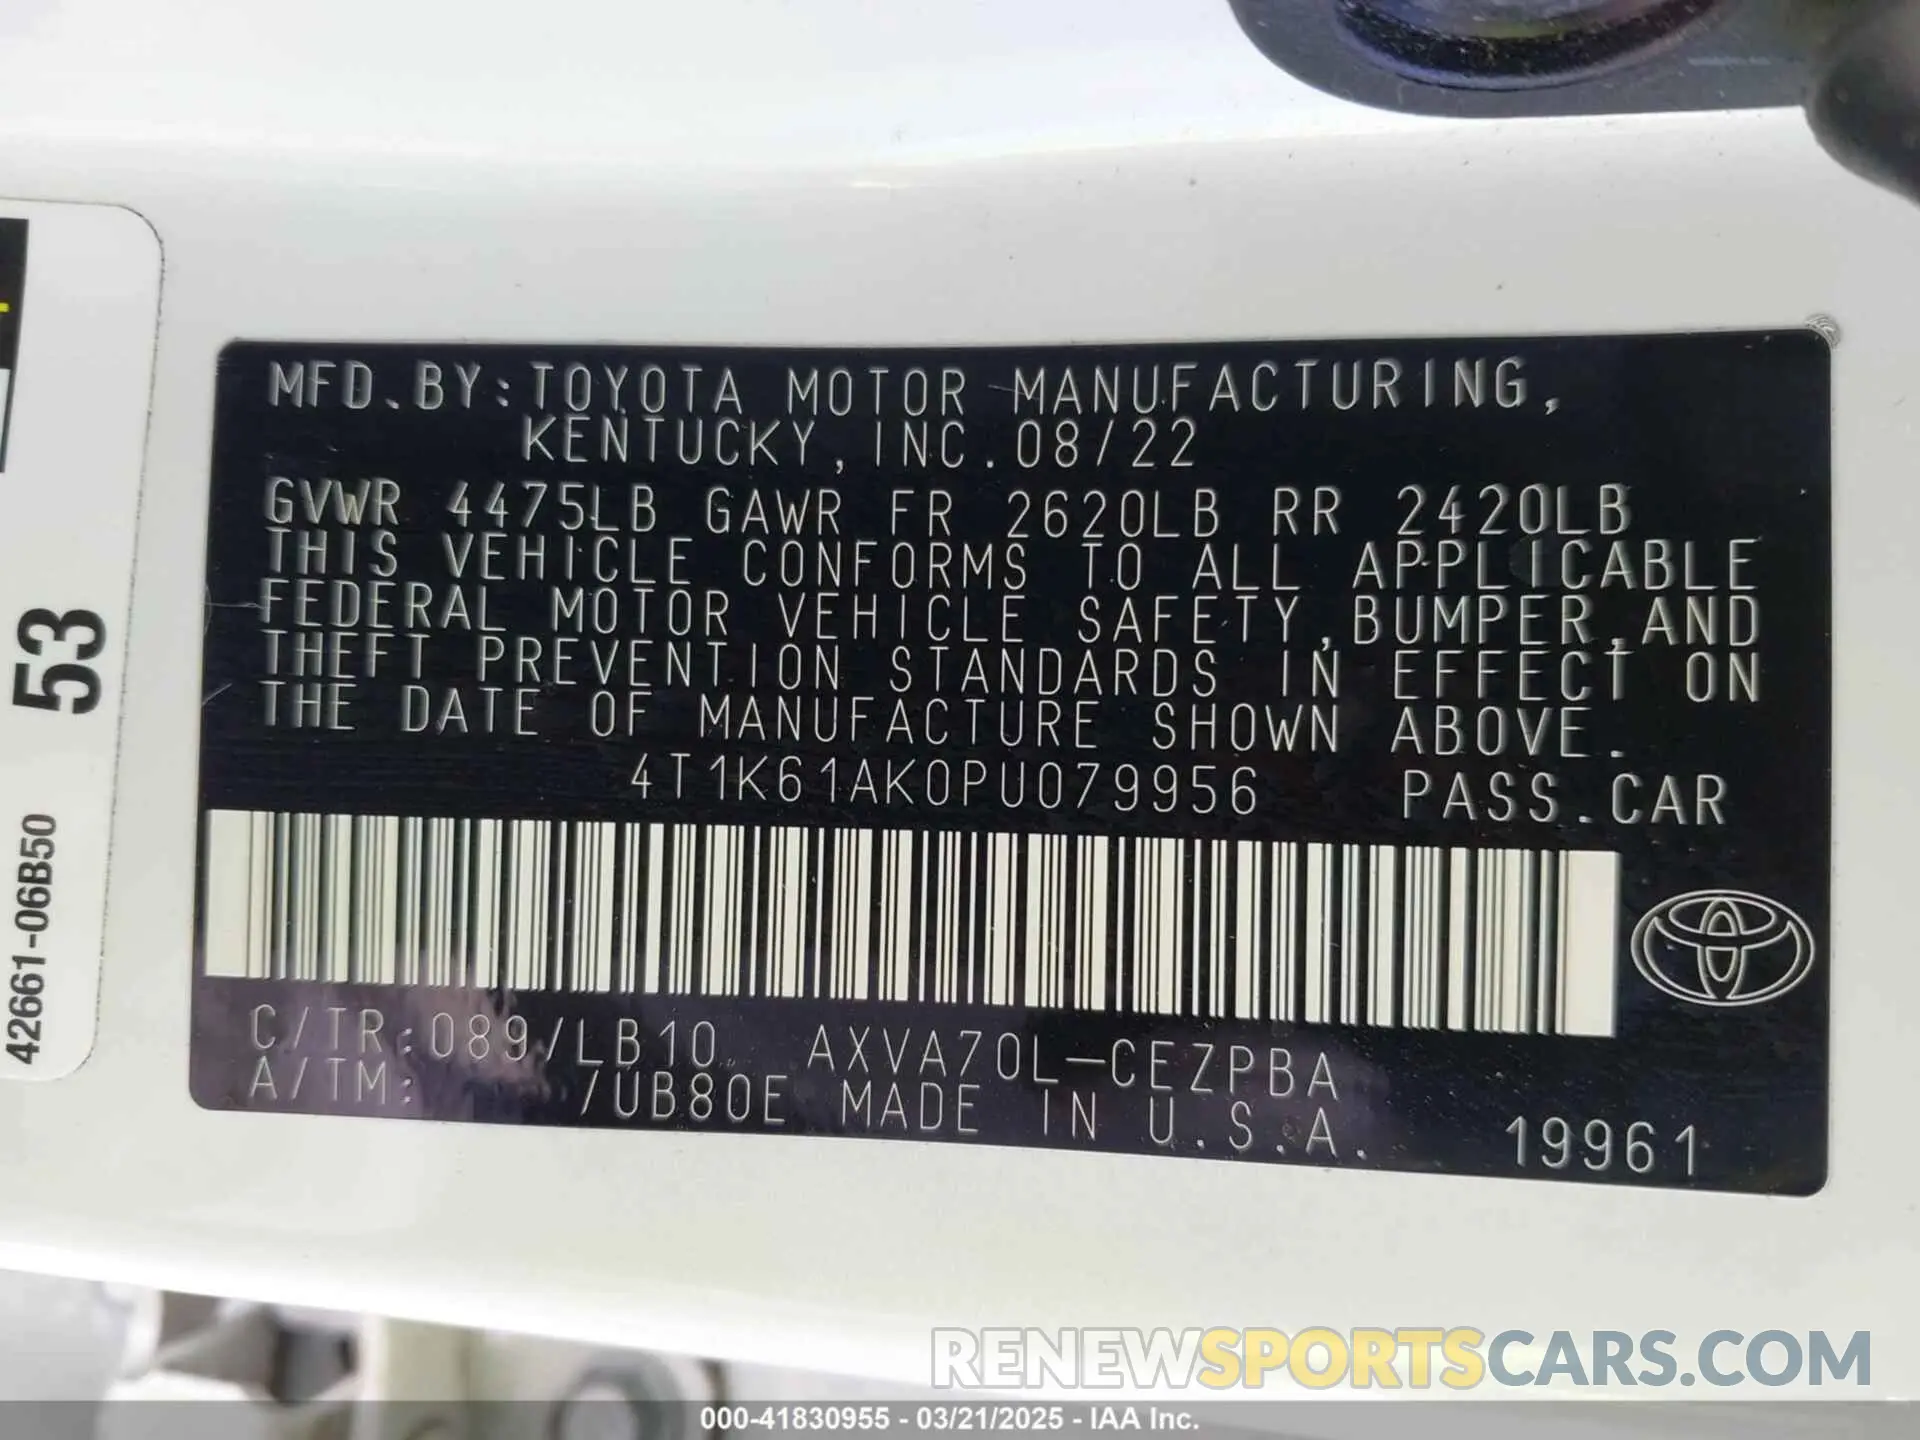 MFD.BY:TOYOTA MOTOR MANUFACTURING,
KENTUCKY,INC.08/22
GVWR 4475LB GAWR FR 2620LB RR 2420LB
THIS VEHICLE CONFORMS TO ALL APPLICABLE
FEDERAL MOTOR VEHICLE SAFETY,BUMPER,AND
THEFT PREVENTION STANDARDS IN EFFECT ON
THE DATE OF MANUFACTURE SHOWN ABOVE.
4T1K61AK0PU079956 PASS.CAR
C/TR:089/LB10 AXVA70L-CEZPBA
A/TM: /UB80E MADE IN U.S.A. 19961
53
42661-06B50
RENEWSPORTSCARS.COM
000-41830955 - 03/21/2025 - IAA Inc.